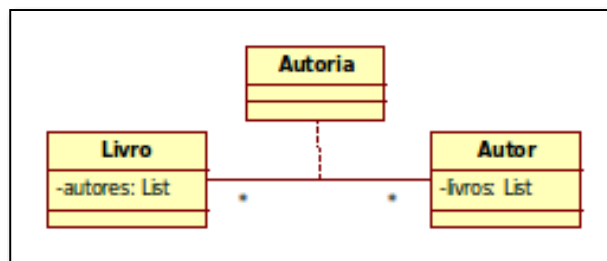 Autoria
Livro
-autores: List
Autor
-livros: List
* *